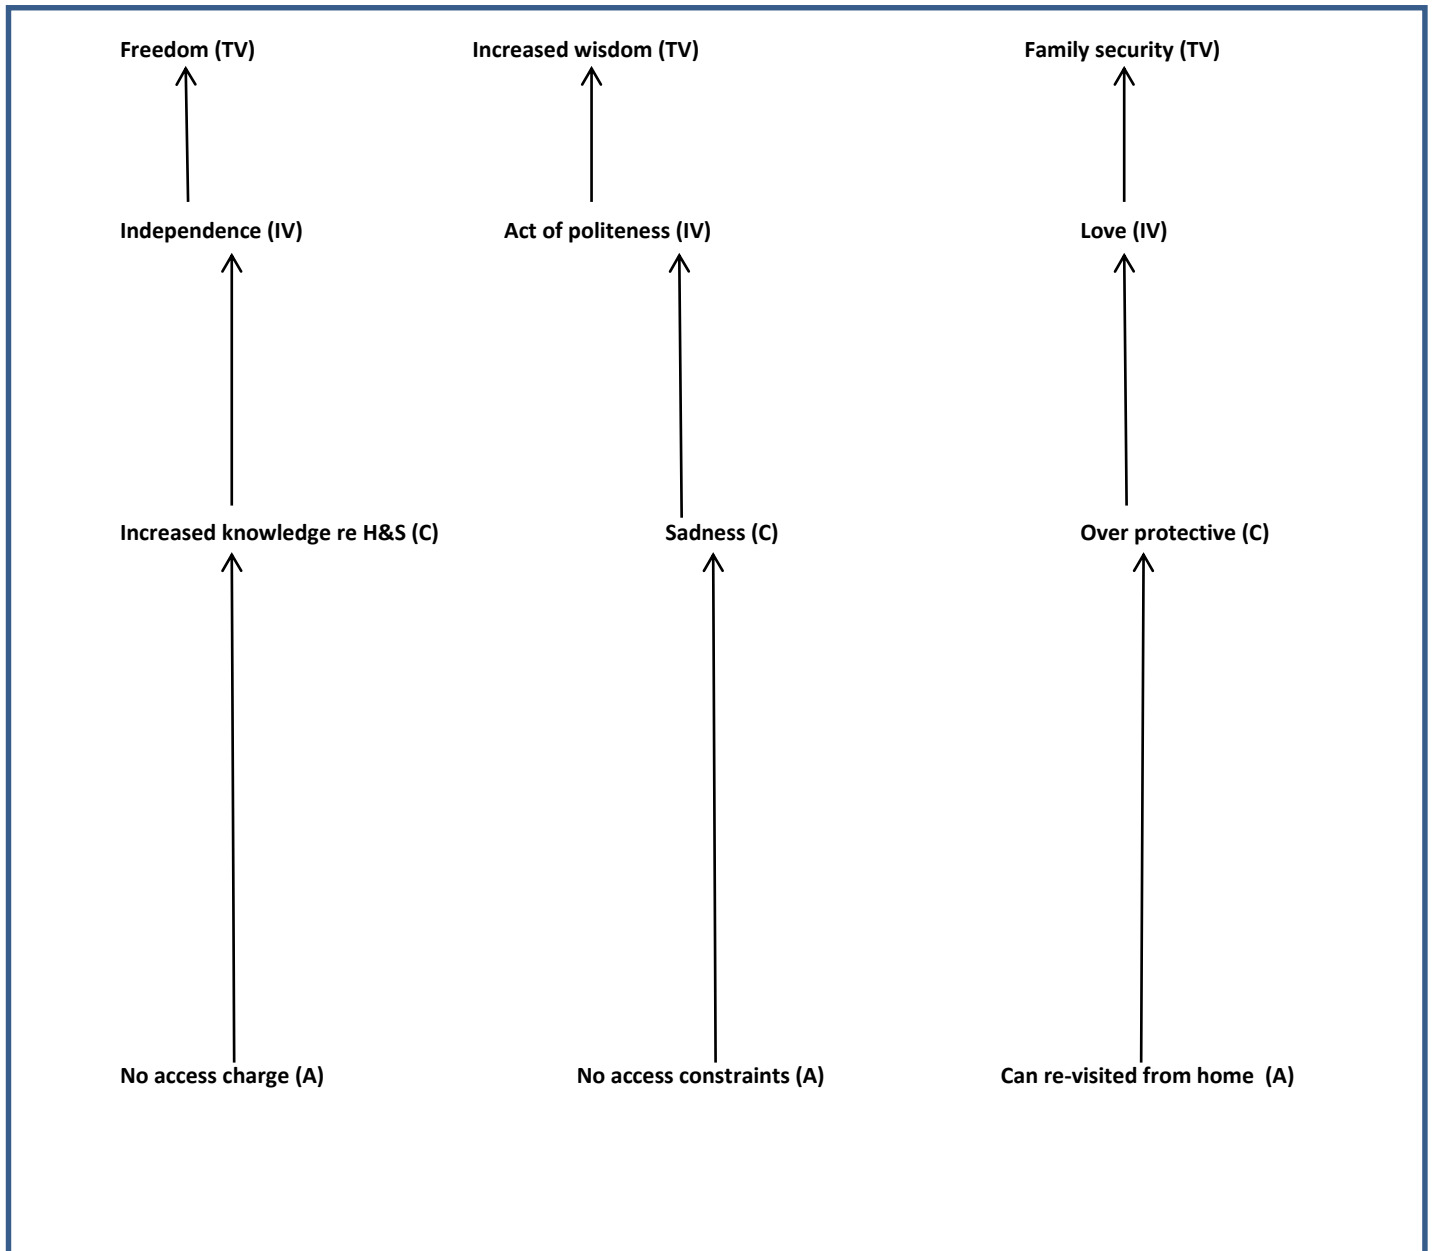 Freedom (TV)
Increased wisdom (TV)
Family security (TV)
Independence (IV)
Act of politeness (IV)
Love (IV)
Increased knowledge re H&S (C)
Sadness (C)
Over protective (C)
No access charge (A)
No access constraints (A)
Can re-visited from home  (A)